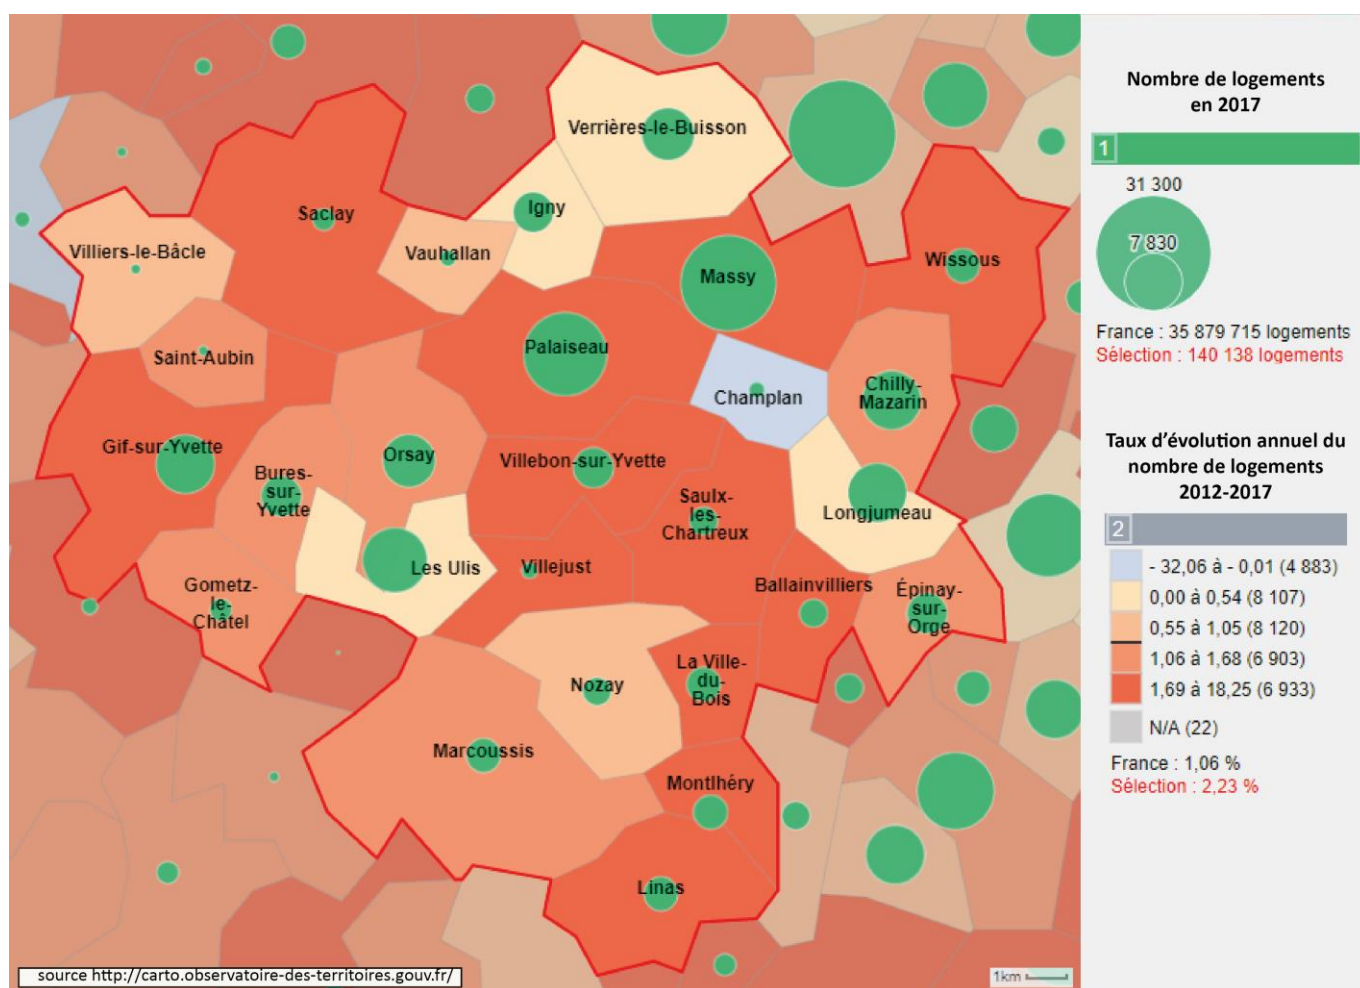 Verrières-le-Buisson
Igny
Saclay
Vauhallan
Villiers-le-Bâcle
Wissous
Massy
Palaiseau
Saint-Aubin
Champlan
Chilly-
Mazarin
Gif-sur-Yvette
Orsay
Villebon-sur-Yvette
Bures-
sur-
Yvette
Saulx-
les-
Chartreux
Longjumeau
Les Ulis
Villejust
Ballainvilliers
Épinay-
sur-
Orge
Gometz-
le-
Châtel
La Ville-
du-
Bois
Nozay
Marcoussis
Montlhéry
Linas
source http://carto.observatoire-des-territoires.gouv.fr/
1km
Nombre de logements
en 2017
1
31 300
7 830
France : 35 879 715 logements
Sélection : 140 138 logements
Taux d’évolution annuel du
nombre de logements
2012-2017
2
- 32,06 à - 0,01 (4 883)
0,00 à 0,54 (8 107)
0,55 à 1,05 (8 120)
1,06 à 1,68 (6 903)
1,69 à 18,25 (6 933)
N/A (22)
France : 1,06 %
Sélection : 2,23 %